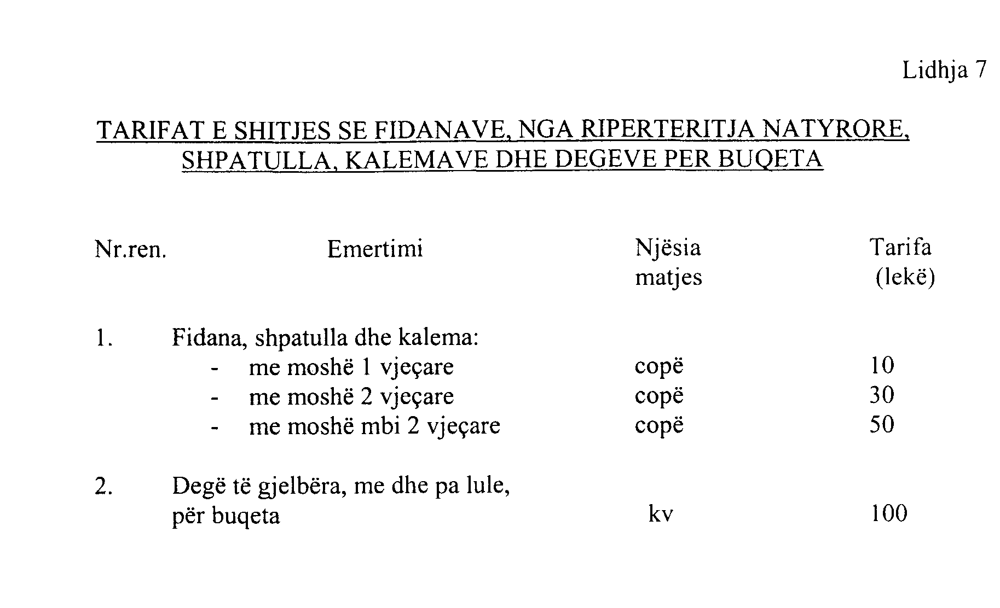 Lidhja 7
TARIFAT E SHITJES SE FIDANAVE, NGA RIPERTERITJA NATYRORE,
SHPATULLA, KALEMAVE DHE DEGEVE PER BUQETA
Nr.ren. Emertimi Njësia Tarifa
matjes (lekë)
1. Fidana, shpatulla dhe kalema:
- me moshë 1 vjeçare copë 10
- me moshë 2 vjeçare copë 30
- me moshë mbi 2 vjeçare copë 50
2. Degë të gjelbëra, me dhe pa lule,
për buqeta kv 100